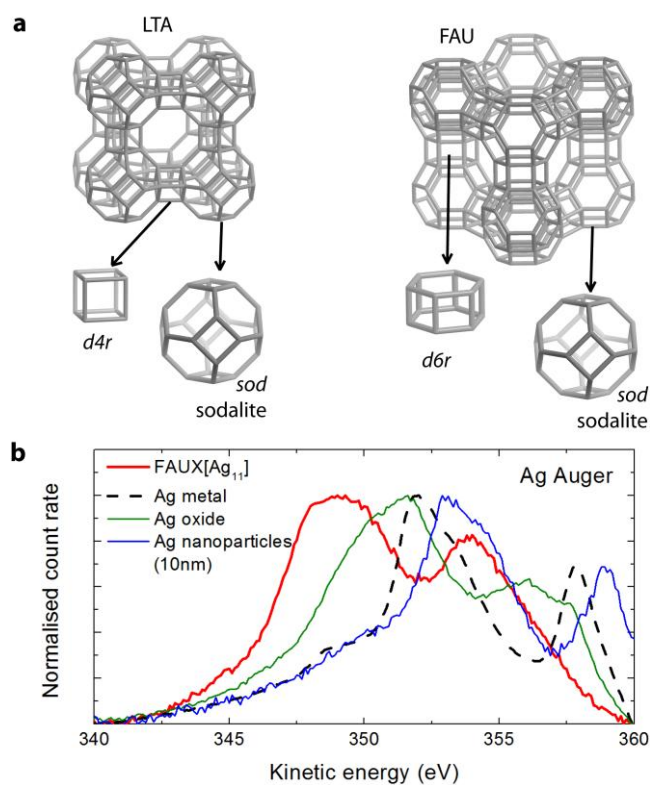 a
LTA
FAU
d4r
sod
sodalite
d6r
sod
sodalite
b
FAUX[Ag₁₁]
Ag metal
Ag oxide
Ag nanoparticles
(10nm)
Ag Auger
Normalised count rate
340 345 350 355 360
Kinetic energy (eV)